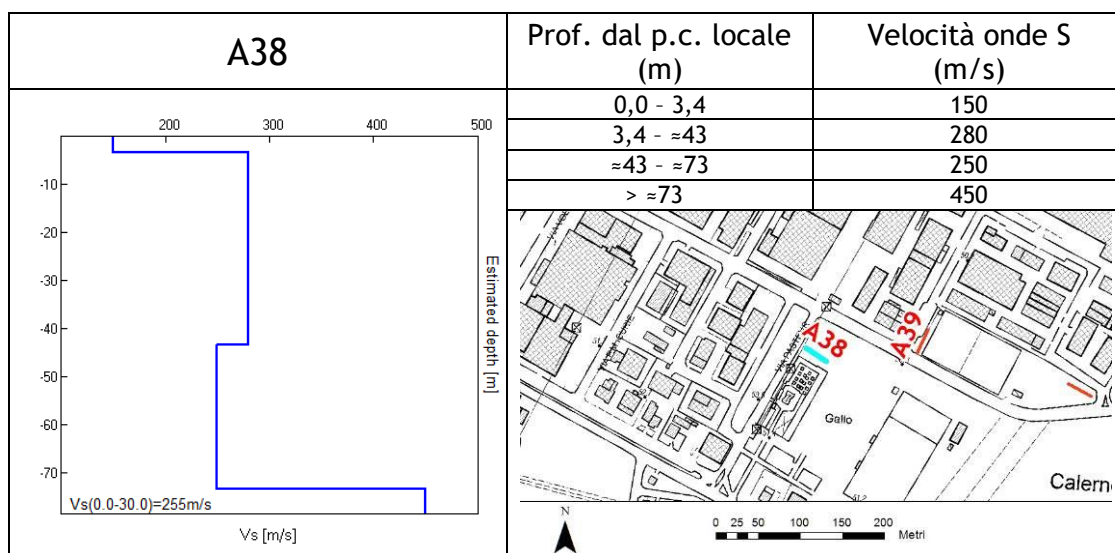 A38
Prof. dal p.c. locale
(m)
Velocità onde S
(m/s)
0,0 – 3,4
150
3,4 – ≈43
280
≈43 – ≈73
250
> ≈73
450
200
300
400
500
-10
-20
-30
-40
-50
-60
-70
Estimated depth [m]
Vs(0.0-30.0)=255m/s
Vs [m/s]
A38
A39
Gallo
Calern
51.2
N
0 25 50 100 150 200
Metri